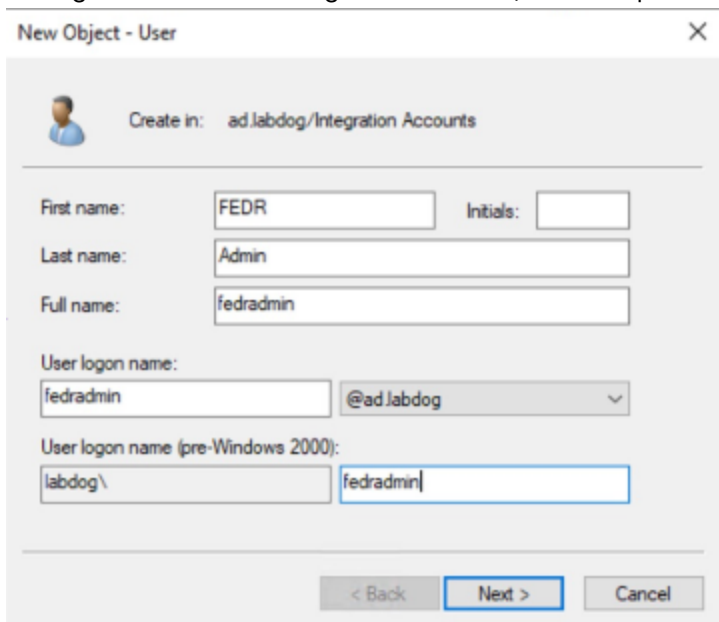 New Object - User
Create in: ad.labdog/Integration Accounts
First name: FEDR Initials:
Last name: Admin
Full name: fedradmin
User logon name:
fedradmin @ad.labdog
User logon name (pre-Windows 2000):
labdog\ fedradmin
< Back Next > Cancel